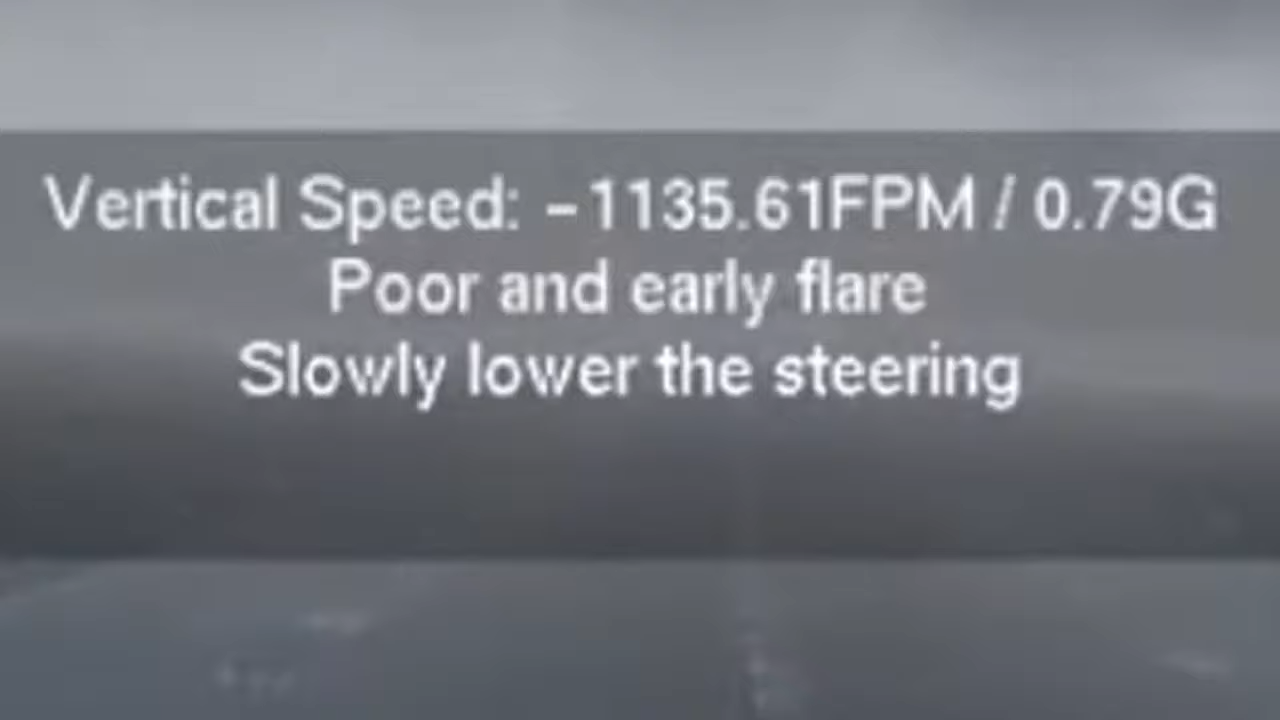 Vertical Speed: -1135.61FPM / 0.79G
Poor and early flare
Slowly lower the steering